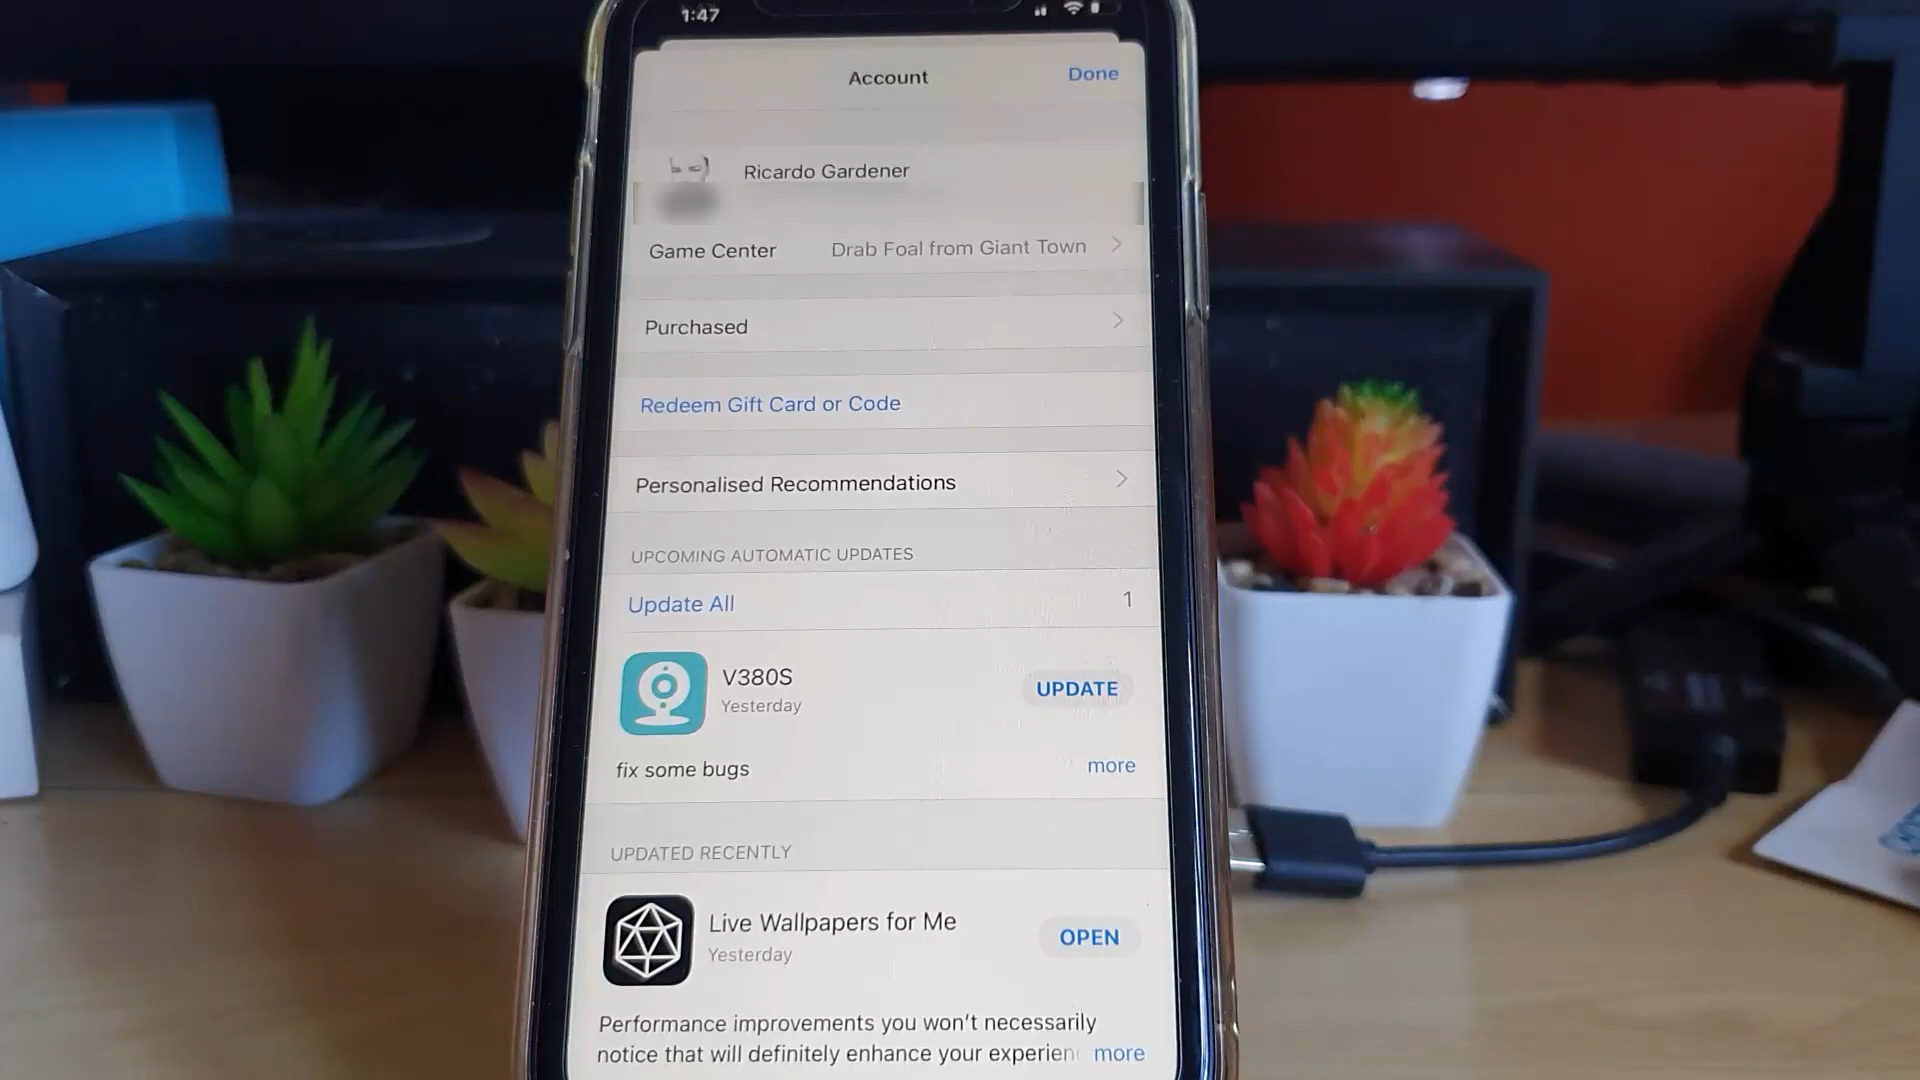 1:47
Account
Done
Ricardo Gardener
Game Center
Drab Foal from Giant Town
Purchased
Redeem Gift Card or Code
Personalised Recommendations
UPCOMING AUTOMATIC UPDATES
Update All
1
V380S
Yesterday
UPDATE
fix some bugs
more
UPDATED RECENTLY
Live Wallpapers for Me
Yesterday
OPEN
Performance improvements you won't necessarily
notice that will definitely enhance your experien
more